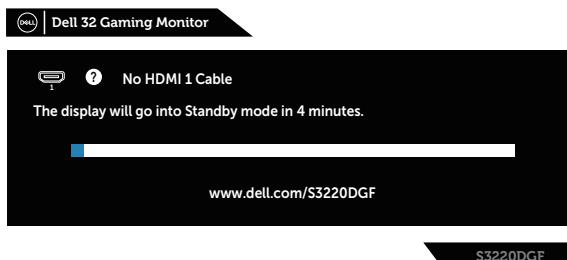 DELL
Dell 32 Gaming Monitor
1
?
No HDMI 1 Cable
The display will go into Standby mode in 4 minutes.
www.dell.com/S3220DGF
S3220DGF